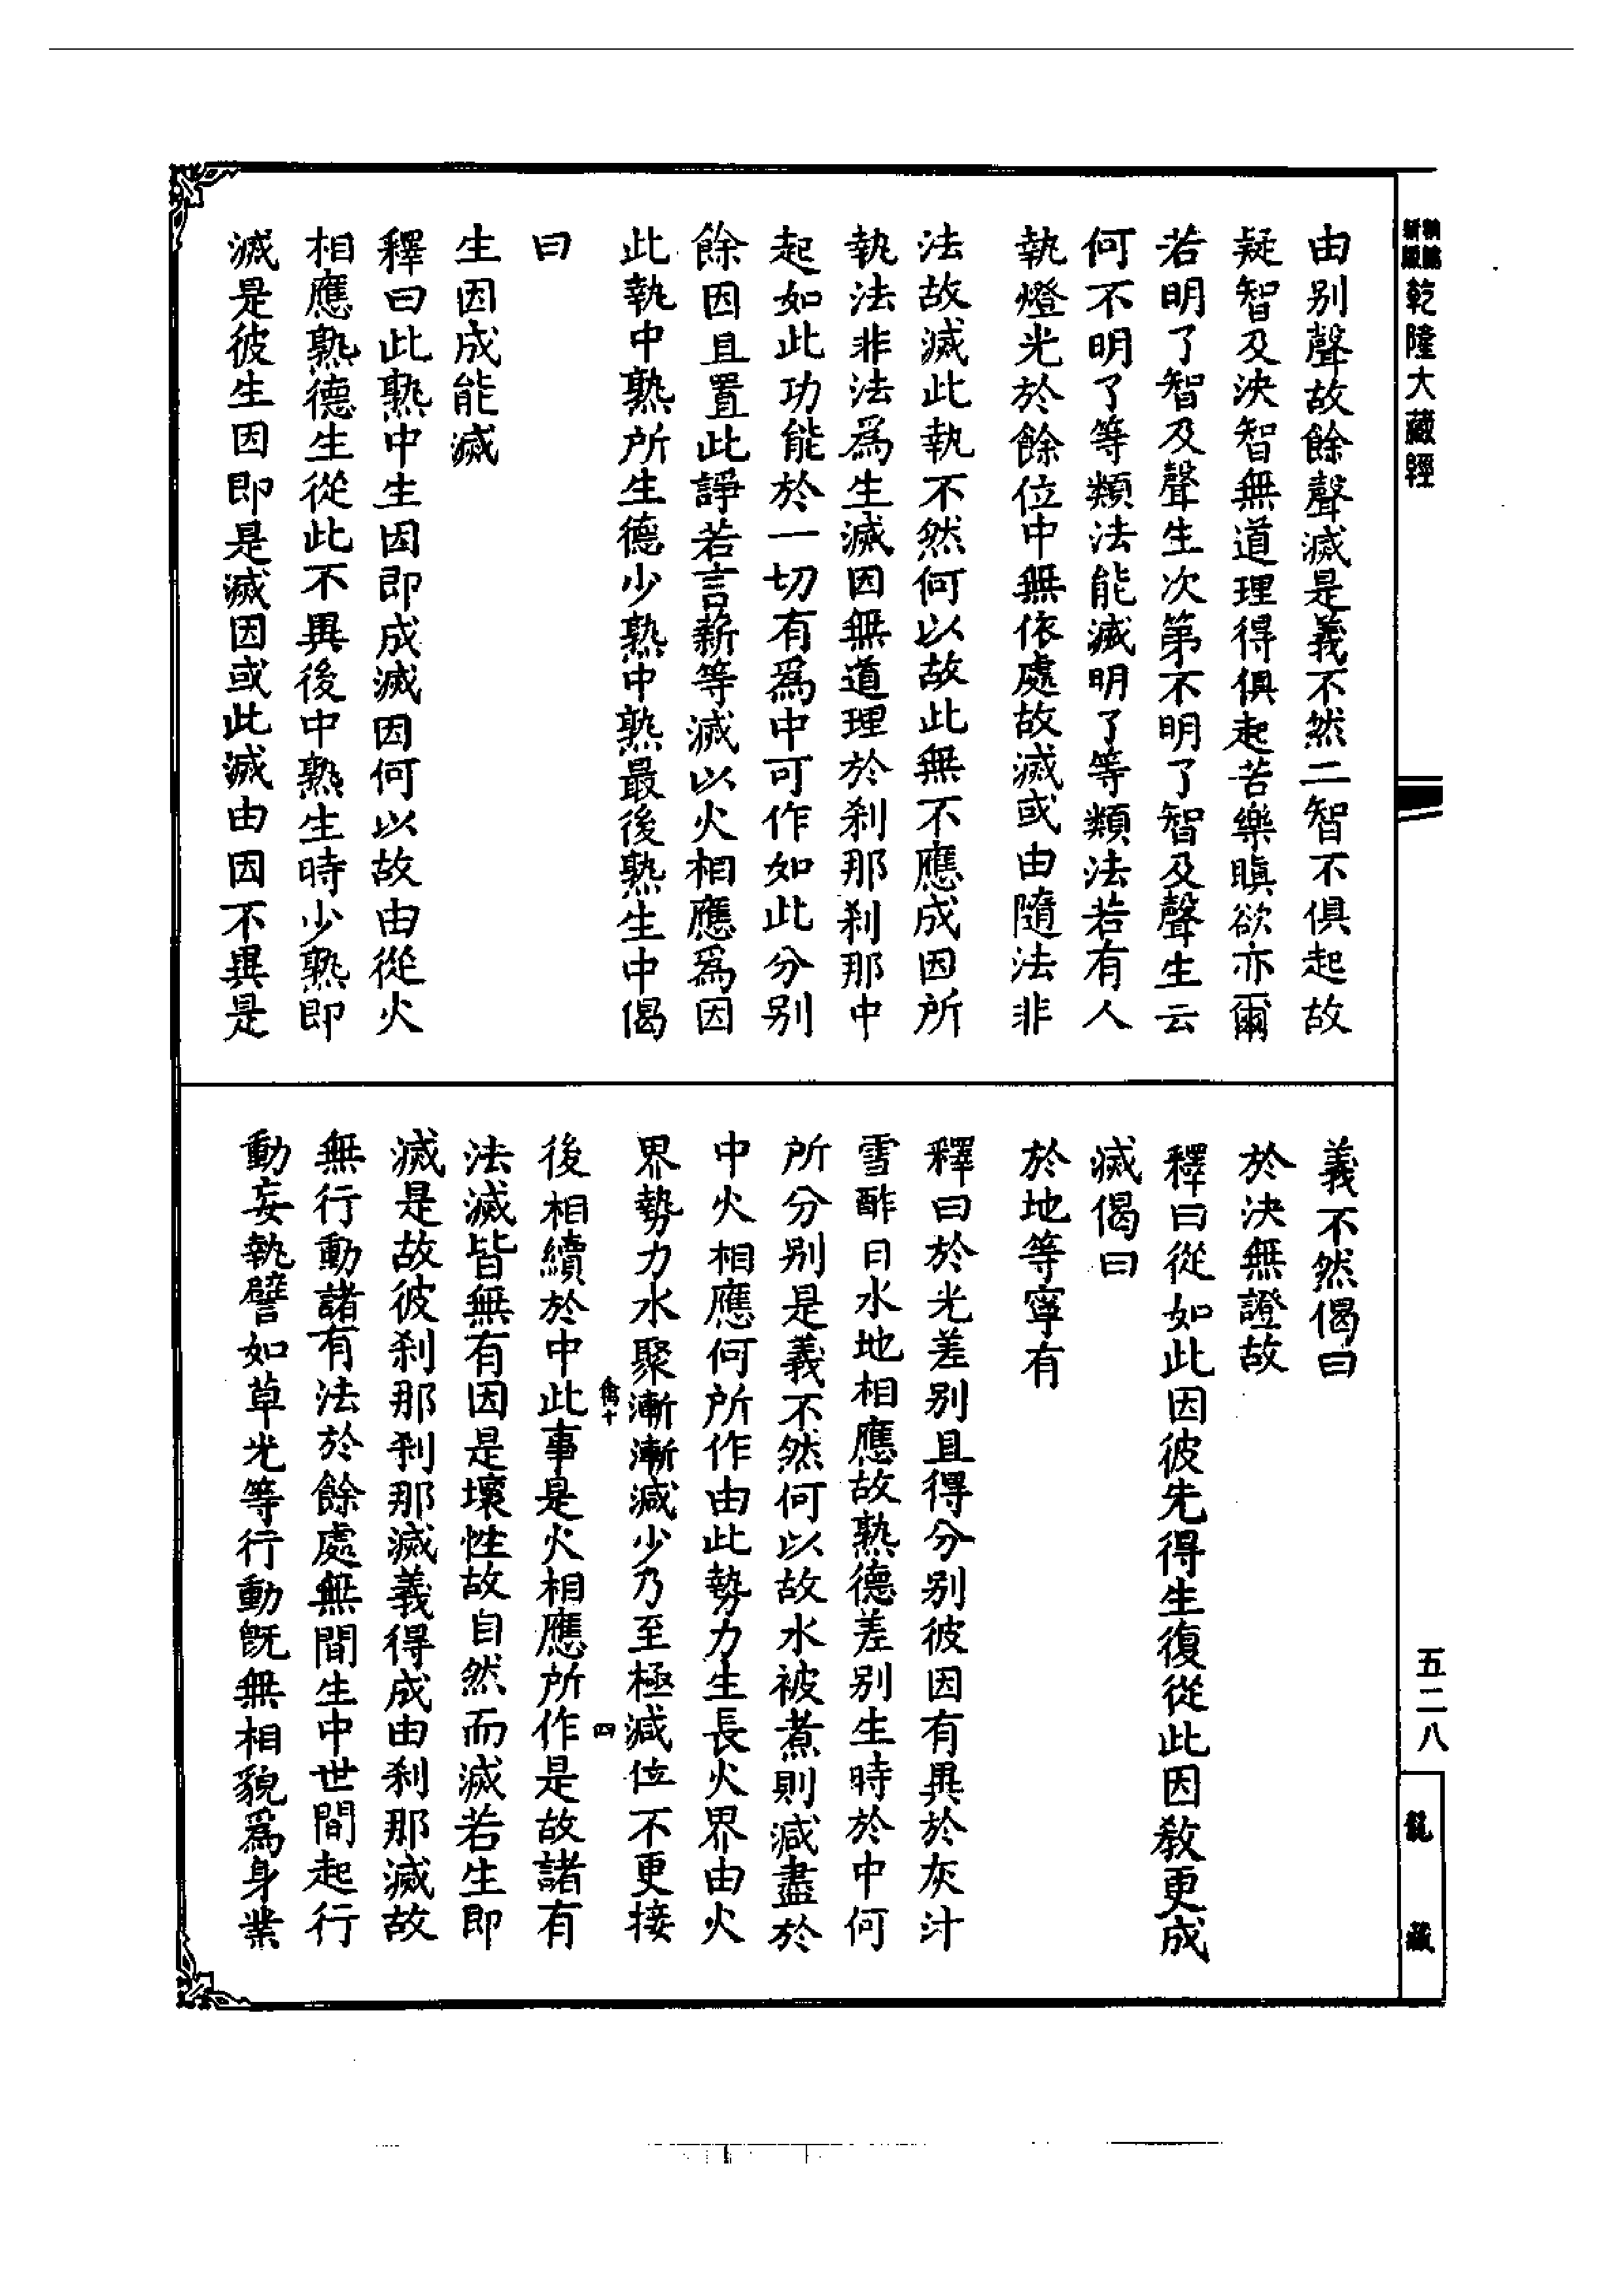 新版乾隆大藏經
由別聲故餘聲滅是義不然二智不俱起故
疑智及決智無道理得俱起苦樂瞋欲亦爾
若明了智及聲生次第不明了智及聲生云
何不明了等類法能滅明了等類法若有人
執燈光於餘位中無依處故滅或由隨法非
法故滅此執不然何以故此無不應成因所
執法非法爲生滅因無道理於刹那刹那中
起如此功能於一切有爲中可作如此分別
餘因且置此諍若言薪等滅以火相應爲因
此執中熟所生德少熟中熟最後熟生中偈
曰
生因成能滅
釋曰此熟中生因即成滅因何以故由從火
相應熟德生從此不異後中熟生時少熟即
滅是彼生因即是滅因或此滅由因不異是
義不然偈曰
於決無證故
釋曰從如此因彼先得生復從此因教更成
滅偈曰
於地等寧有
釋曰於光差別且得分別彼因有異於灰汁
雪酢日水地相應故熟德差別生時於中何
所分別是義不然何以故水被煮則減盡於
中火相應何所作由此勢力生長火界由火
界勢力水聚漸漸減少乃至極減位不更接
禽十
四
後相續於中此事是火相應所作是故諸有
法滅皆無有因是壞性故自然而滅若生即
滅是故彼刹那刹那滅義得成由刹那滅故
無行動諸有法於餘處無間生中世間起行
動妄執譬如草光等行動既無相貌爲身業
五二八
龍藏